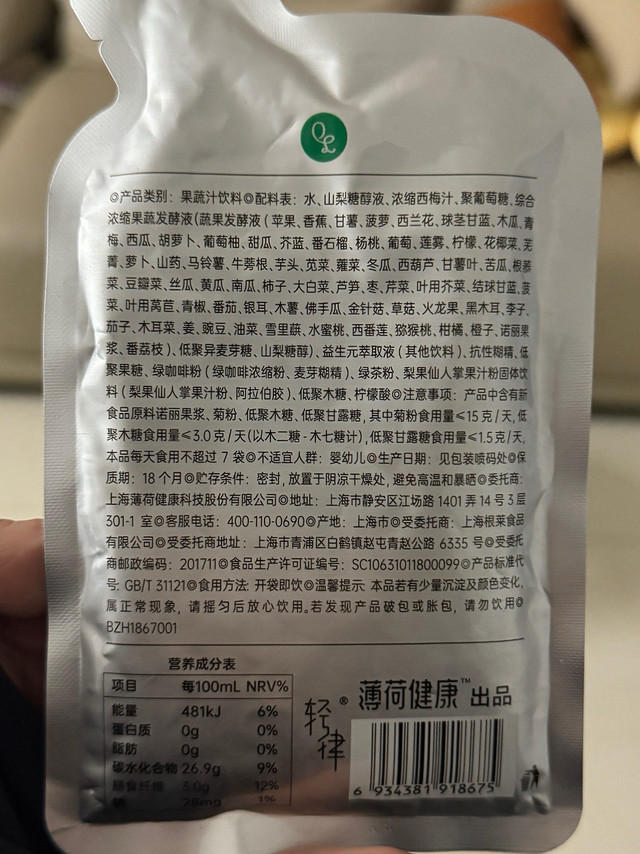 ◎产品类别：果蔬汁饮料◎配料表：水、山梨糖醇液、浓缩西梅汁、聚葡萄糖、综合
浓缩果蔬发酵液（蔬果发酵液（苹果、香蕉、甘薯、菠萝、西兰花、球茎甘蓝、木瓜、青
梅、西瓜、胡萝卜、葡萄柚、甜瓜、芥蓝、番石榴、杨桃、葡萄、莲雾、柠檬、花椰菜、芜
菁、萝卜、山药、马铃薯、牛蒡根、芋头、苋菜、蕹菜、冬瓜、西葫芦、甘薯叶、苦瓜、根菾
菜、豆瓣菜、丝瓜、黄瓜、南瓜、柿子、大白菜、芦笋、枣、芹菜、叶用芥菜、结球甘蓝、菠
菜、叶用莴苣、青椒、番茄、银耳、木薯、佛手瓜、金针菇、草菇、火龙果、黑木耳、李子、
茄子、木耳菜、姜、豌豆、油菜、雪里蕻、水蜜桃、西番莲、猕猴桃、柑橘、橙子、诺丽果
浆、番荔枝）、低聚异麦芽糖、山梨糖醇）、益生元萃取液（其他饮料）、抗性糊精、低
聚果糖、绿咖啡粉（绿咖啡浓缩粉、麦芽糊精）、绿茶粉、梨果仙人掌果汁粉固体饮
料（梨果仙人掌果汁粉、阿拉伯胶）、低聚木糖、柠檬酸◎注意事项：产品中含有新
食品原料诺丽果浆、菊粉、低聚木糖、低聚甘露糖，其中菊粉食用量≤15克/天，低
聚木糖食用量≤3.0克/天(以木二糖-木七糖计)，低聚甘露糖食用量≤1.5克/天，
本品每天食用不超过 7 袋◎不适宜人群：婴幼儿◎生产日期：见包装喷码处◎保
质期：18个月◎贮存条件：密封，放置于阴凉干燥处，避免高温和暴晒◎委托商：
上海薄荷健康科技股份有限公司◎地址：上海市静安区江场路 1401 弄 14 号 3 层
301-1 室◎客服电话：400-110-0690◎产地：上海市◎受委托商：上海根莱食品
有限公司◎受委托商地址：上海市青浦区白鹤镇赵屯青赵公路 6335 号◎受委托
商邮政编码：201711◎食品生产许可证编号：SC10631011800099◎产品标准代
号：GB/T 31121◎食用方法：开袋即饮◎温馨提示：本品若有少量沉淀及颜色变化，
属正常现象，请摇匀后放心饮用。若发现产品破包或胀包，请勿饮用◎
BZH1867001
营养成分表
项目 每100mL NRV%
能量 481kJ 6%
蛋白质 0g 0%
脂肪 0g 0%
碳水化合物 26.9g 9%
膳食纤维 3.0g 12%
钠 28mg 1%
轻律®
薄荷健康™ 出品
6 934381 918675